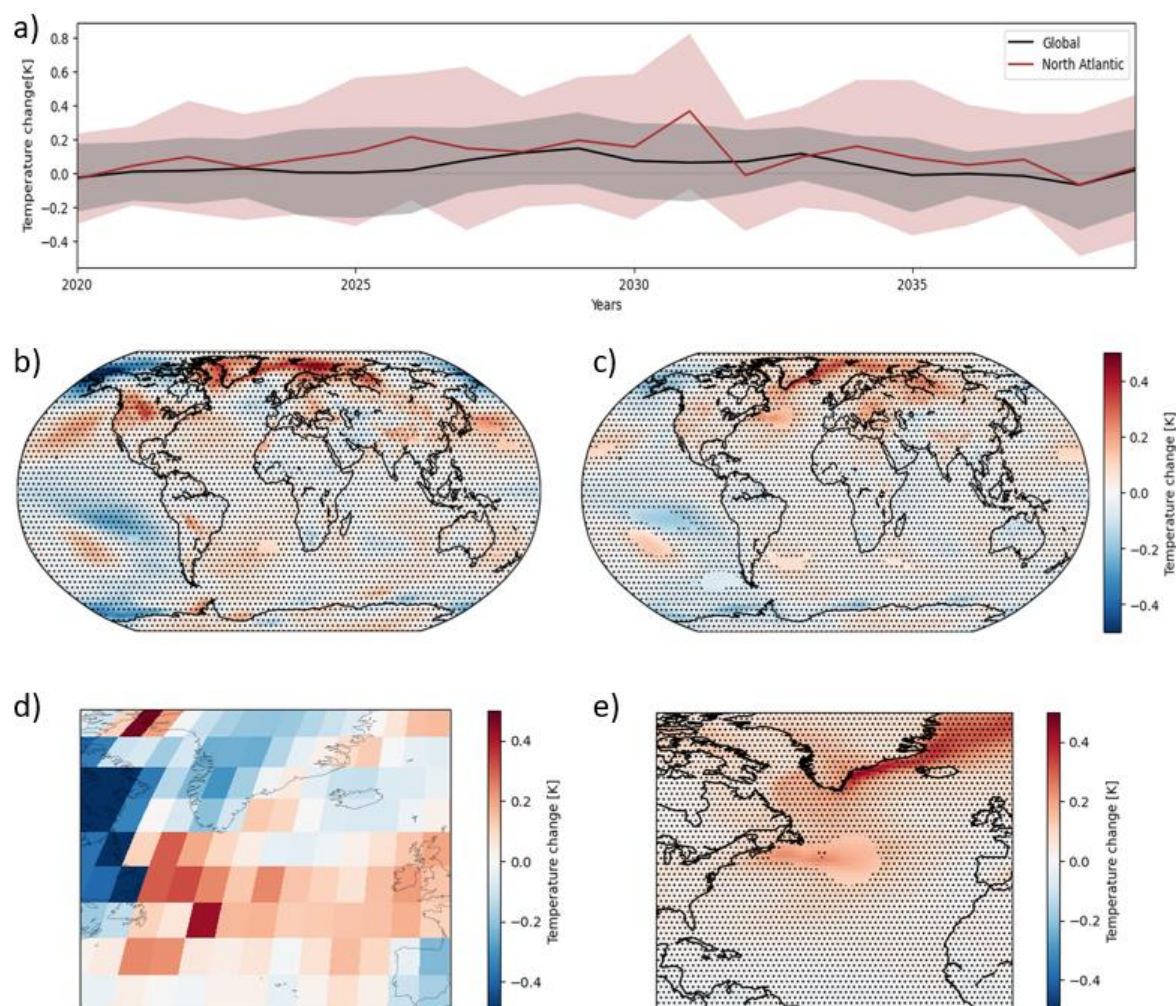 a)
Temperature change[K]
0.8
0.6
0.4
0.2
0.0
−0.2
−0.4
Global
North Atlantic
2020
2025
2030
2035
Years
b)
c)
0.4
0.2
0.0
−0.2
−0.4
Temperature change [K]
d)
0.4
0.2
0.0
−0.2
−0.4
Temperature change [K]
e)
0.4
0.2
0.0
−0.2
−0.4
Temperature change [K]